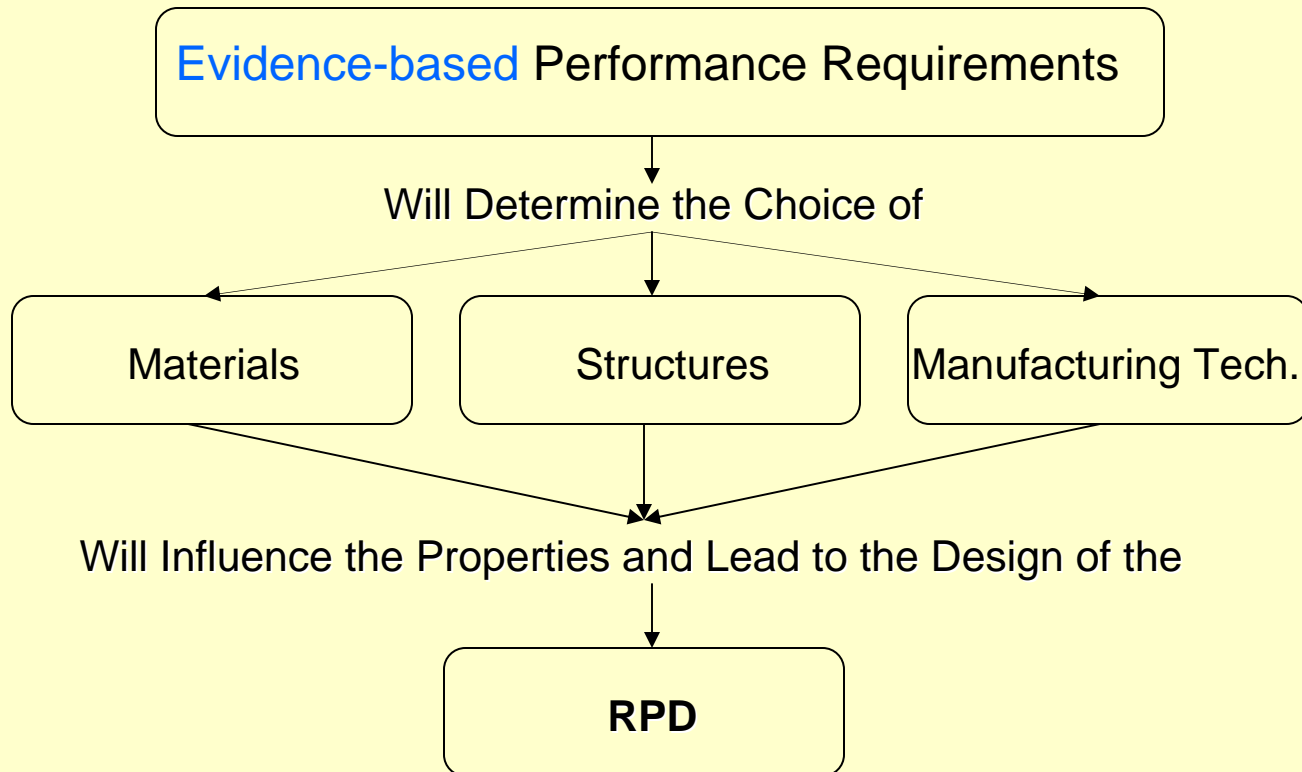 Evidence-based Performance Requirements
Will Determine the Choice of
Materials
Structures
Manufacturing Tech.
Will Influence the Properties and Lead to the Design of the
RPD